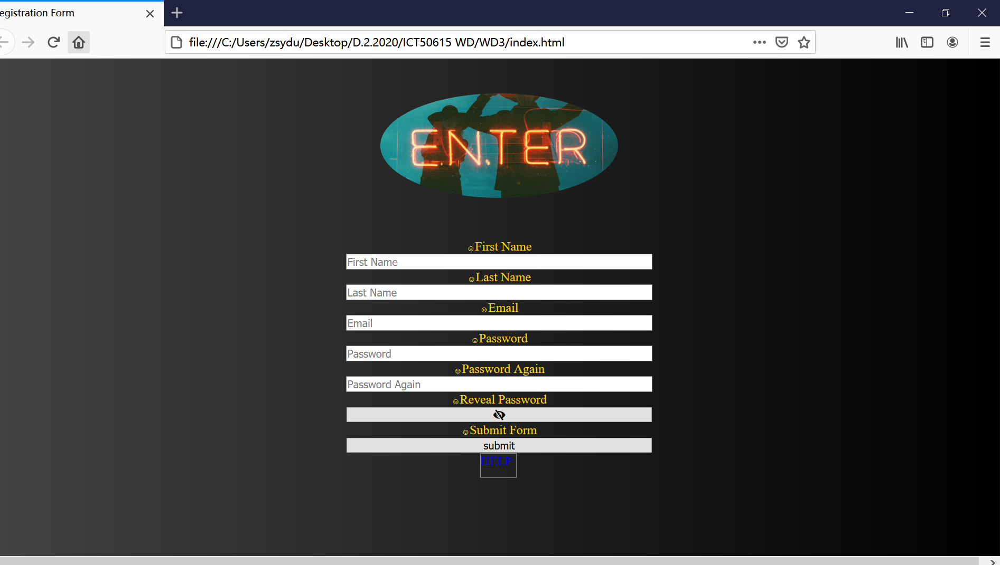 egistration Form
file:///C:/Users/zsydu/Desktop/D.2.2020/ICT50615 WD/WD3/index.html
E.N.TER
☺First Name
First Name
☺Last Name
Last Name
☺Email
Email
☺Password
Password
☺Password Again
Password Again
☺Reveal Password
☺Submit Form
submit
HELP